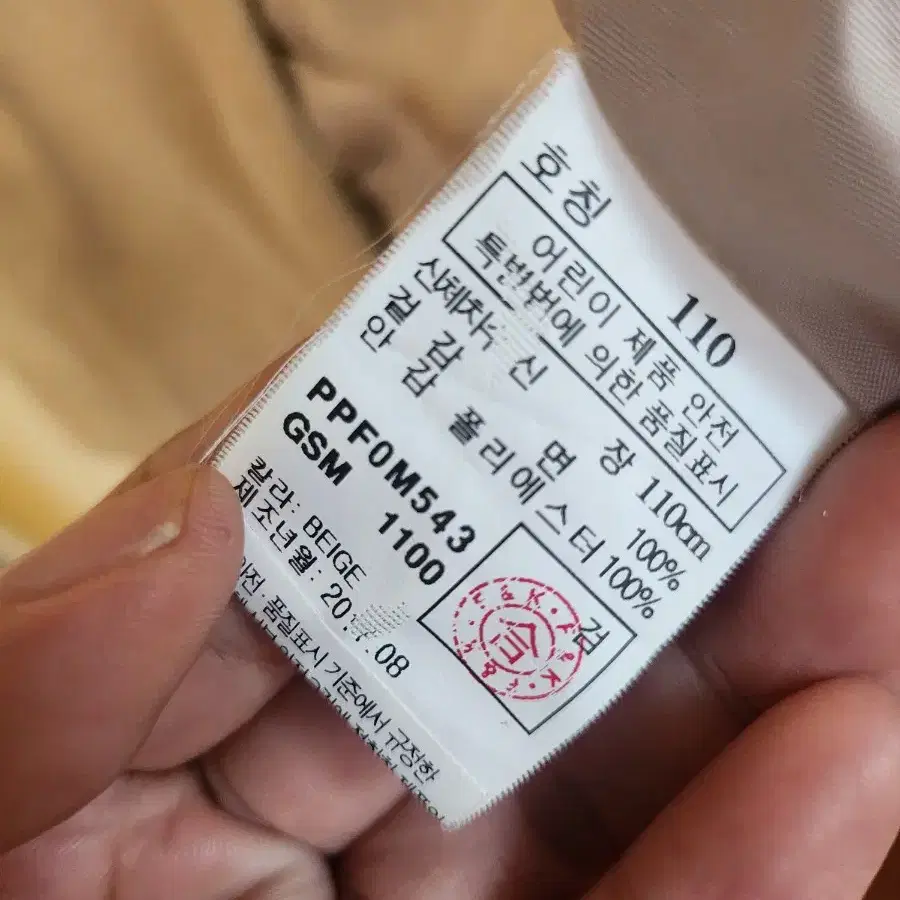 호칭 110
어린이 제품 안전
특별법에 의한 품질표시
신체치수 신 장 110cm
겉 감 면 100%
안 감 폴리에스터 100%
PPF0M543
GSM 1100
칼라: BEIGE
제조년월: 20 .08
검
合
품질표시 기준에서 규정한